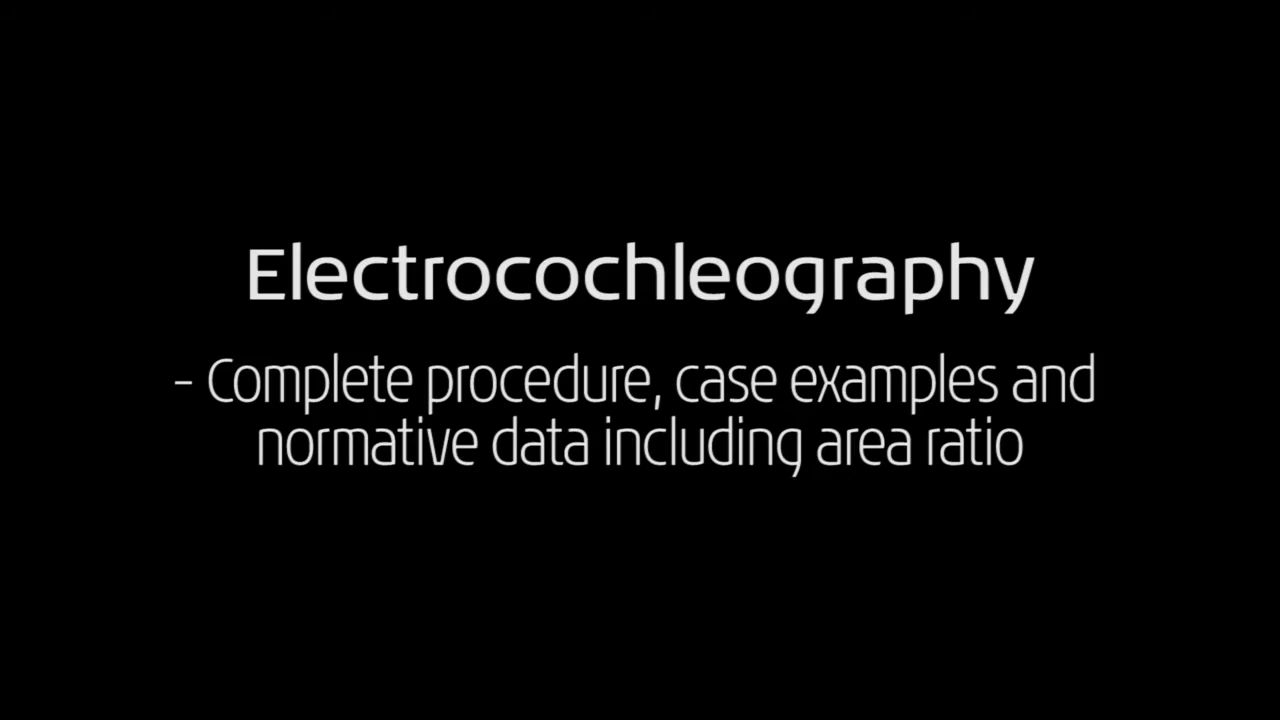 Electrocochleography
- Complete procedure, case examples and
normative data including area ratio